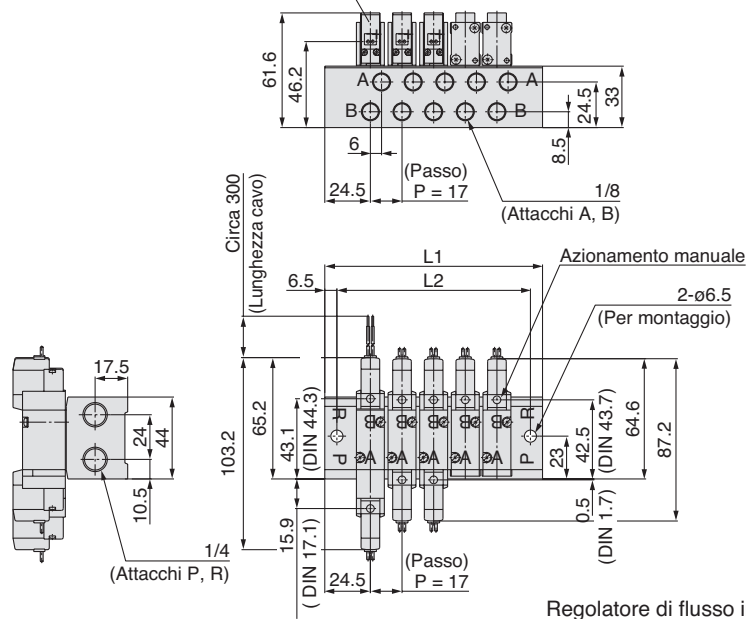 61.6
46.2
A
A
B
B
33
24.5
8.5
6
(Passo)
24.5
P = 17
1/8
(Attacchi A, B)
Circa 300
(Lunghezza cavo)
L1
Azionamento manuale
6.5
L2
2-ø6.5
(Per montaggio)
17.5
44
24
10.5
1/4
(Attacchi P, R)
103.2
65.2
43.1
(DIN 44.3)
15.9
( DIN 17.1)
R
P
B B B B B
A A A A A
R
P
23
42.5
(DIN 43.7)
64.6
87.2
0.5
(DIN 1.7)
(Passo)
24.5
P = 17
Regolatore di flusso i